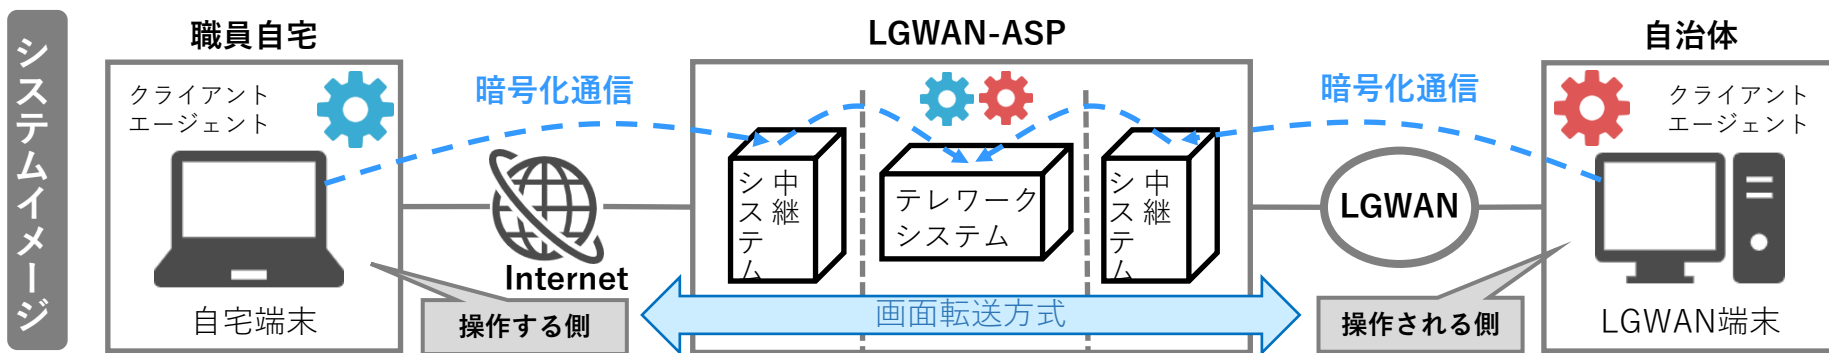 システムイメージ
職員自宅
クライアント
エージェント
自宅端末
暗号化通信
Internet
操作する側
LGWAN-ASP
中継
システム
テレワーク
システム
中継
システム
画面転送方式
暗号化通信
LGWAN
操作される側
自治体
クライアント
エージェント
LGWAN端末